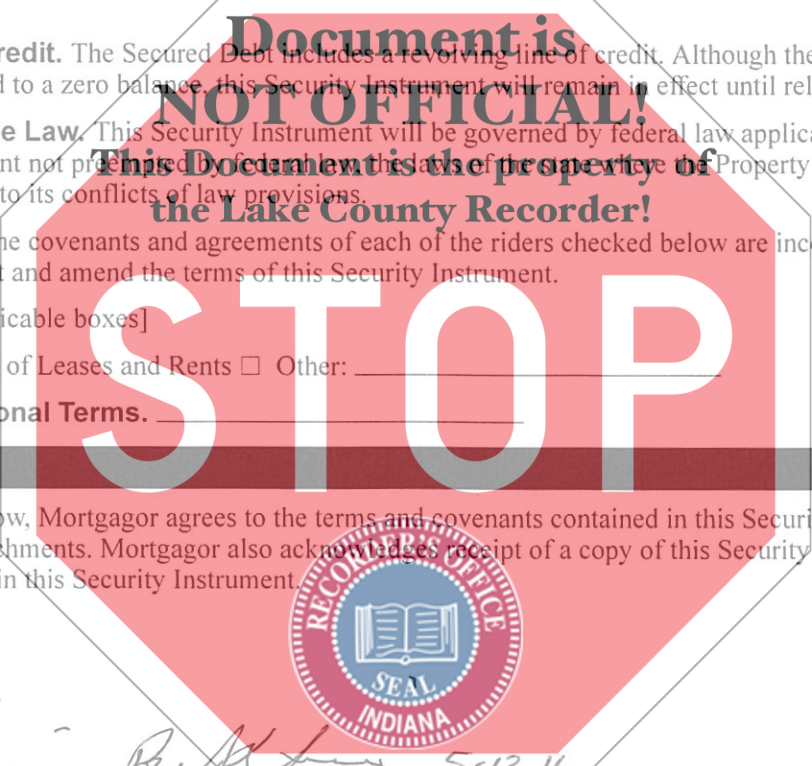 Document is
redit. The Secured Debt includes a revolving line of credit. Although the
d to a zero balance, this Security Instrument will remain in effect until rel
NOT OFFICIAL!
e Law. This Security Instrument will be governed by federal law applica
nt not preempted by federal law, the laws of the state where the Property
This Document is the property of
to its conflicts of law provisions.
the Lake County Recorder!
he covenants and agreements of each of the riders checked below are inco
t and amend the terms of this Security Instrument.
icable boxes]
STOP
of Leases and Rents ☐ Other:
onal Terms.
ow, Mortgagor agrees to the terms and covenants contained in this Securi
chments. Mortgagor also acknowledges receipt of a copy of this Security
in this Security Instrument.
RECORDER'S OFFICE
SEAL
INDIANA